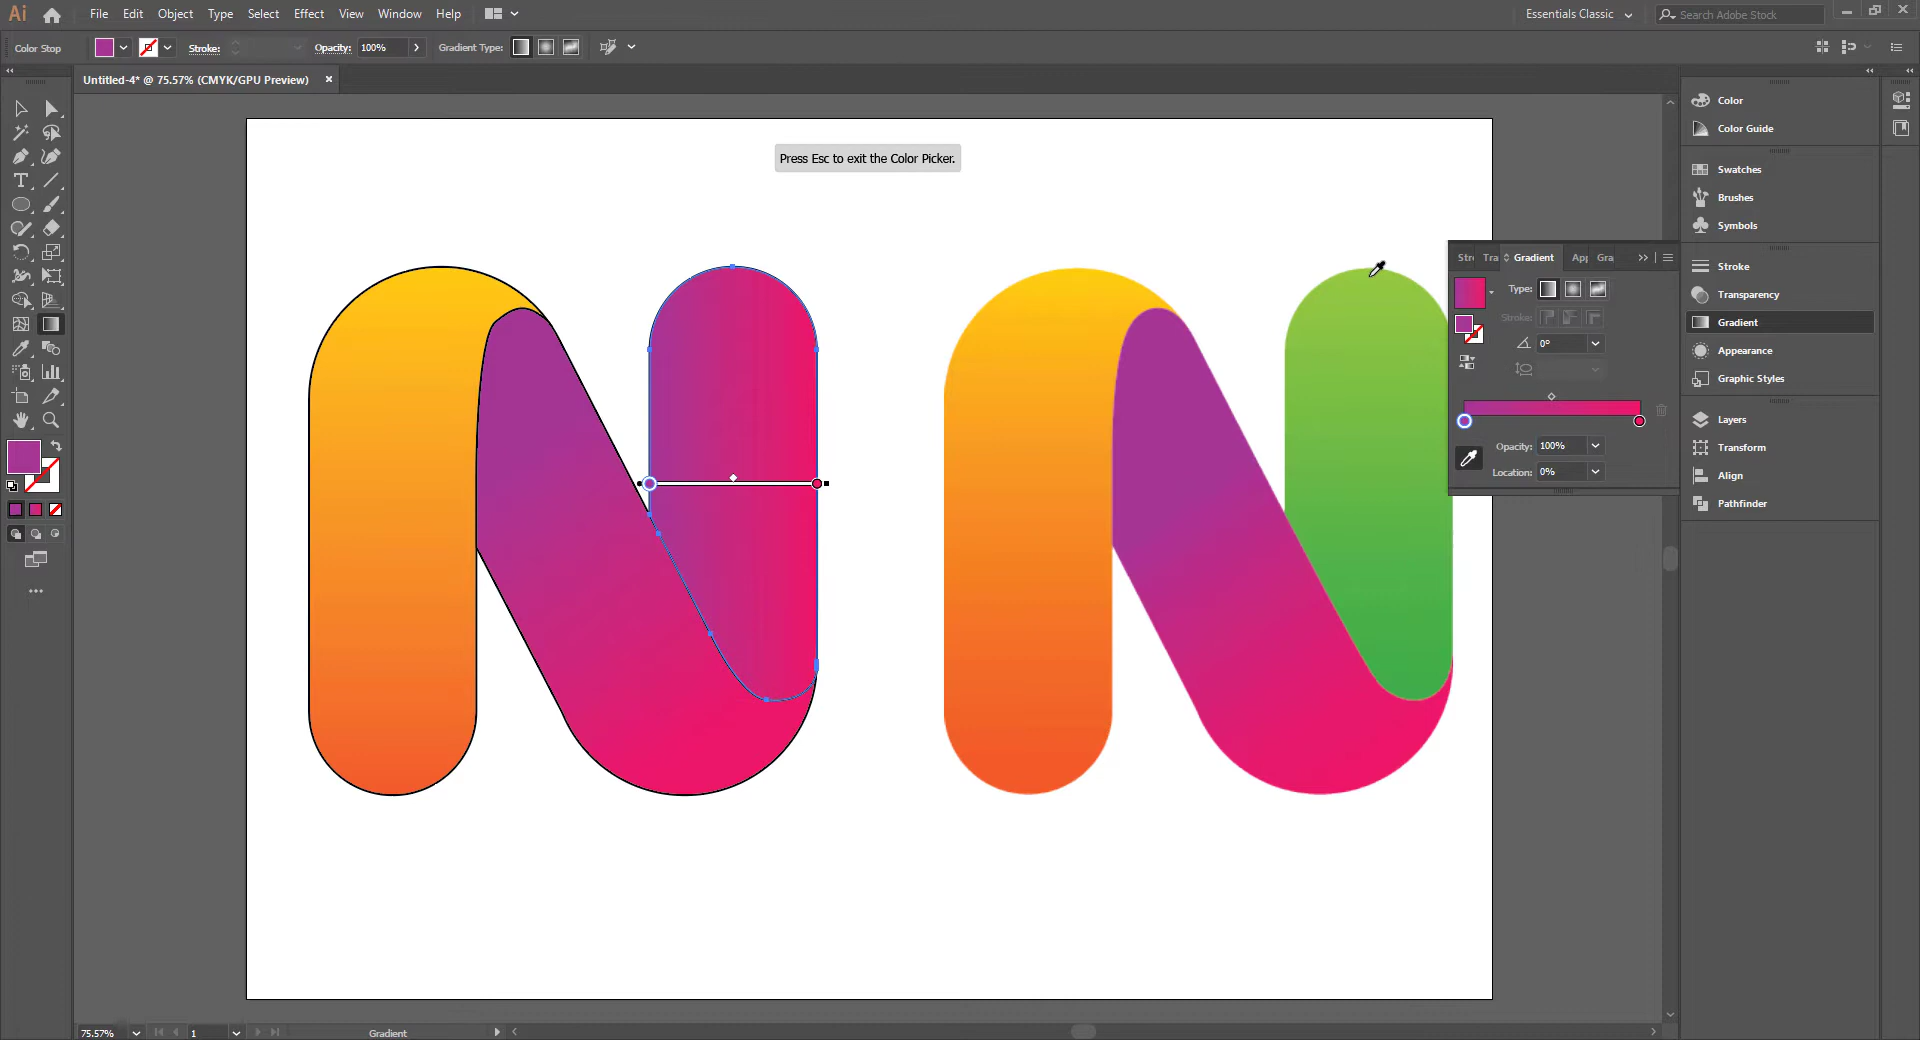 Ai File Edit Object Type Select Effect View Window Help Essentials Classic Search Adobe Stock
Color Stop Stroke: Opacity: 100% Gradient Type:
Untitled-4* @ 75.57% (CMYK/GPU Preview) ×
Press Esc to exit the Color Picker.
Str Tra Gradient App Gra
Type:
Stroke:
0°
Opacity: 100%
Location: 0%
Color
Color Guide
Swatches
Brushes
Symbols
Stroke
Transparency
Gradient
Appearance
Graphic Styles
Layers
Transform
Align
Pathfinder
T
75.57% 1 Gradient